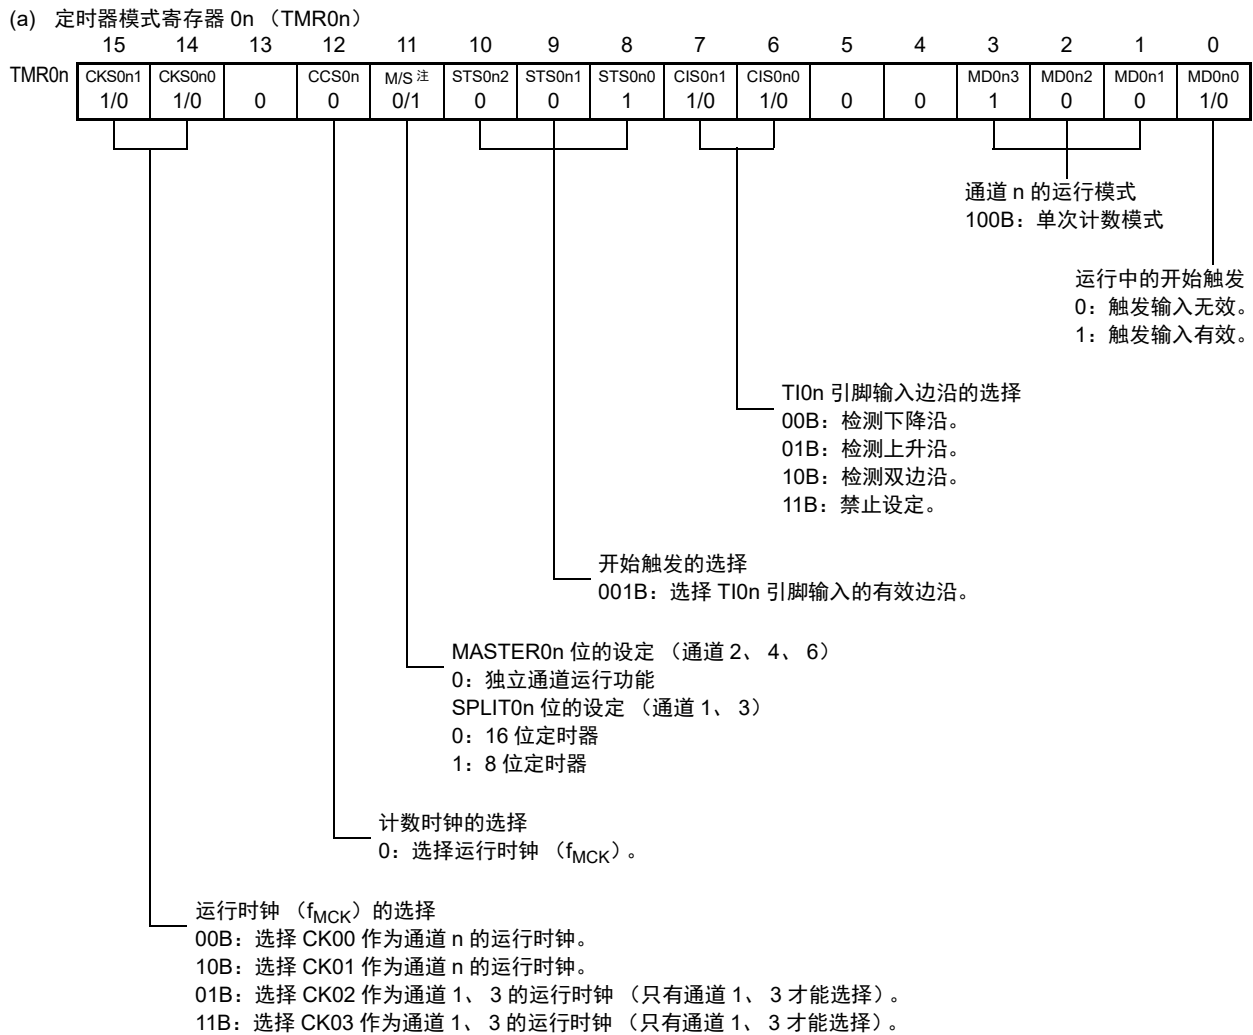 (a) 定时器模式寄存器 0n （TMR0n）
15 14 13 12 11 10 9 8 7 6 5 4 3 2 1 0
TMR0n CKS0n1 CKS0n0 CCS0n M/S 注 STS0n2 STS0n1 STS0n0 CIS0n1 CIS0n0 MD0n3 MD0n2 MD0n1 MD0n0
1/0 1/0 0 0 0/1 0 0 1 1/0 1/0 0 0 1 0 0 1/0
通道 n 的运行模式
100B：单次计数模式
运行中的开始触发
0：触发输入无效。
1：触发输入有效。
TI0n 引脚输入边沿的选择
00B：检测下降沿。
01B：检测上升沿。
10B：检测双边沿。
11B：禁止设定。
开始触发的选择
001B：选择 TI0n 引脚输入的有效边沿。
MASTER0n 位的设定 （通道 2、 4、 6）
0：独立通道运行功能
SPLIT0n 位的设定 （通道 1、 3）
0：16 位定时器
1：8 位定时器
计数时钟的选择
0：选择运行时钟 （fMCK）。
运行时钟 （fMCK）的选择
00B：选择 CK00 作为通道 n 的运行时钟。
10B：选择 CK01 作为通道 n 的运行时钟。
01B：选择 CK02 作为通道 1、 3 的运行时钟 （只有通道 1、 3 才能选择）。
11B：选择 CK03 作为通道 1、 3 的运行时钟 （只有通道 1、 3 才能选择）。